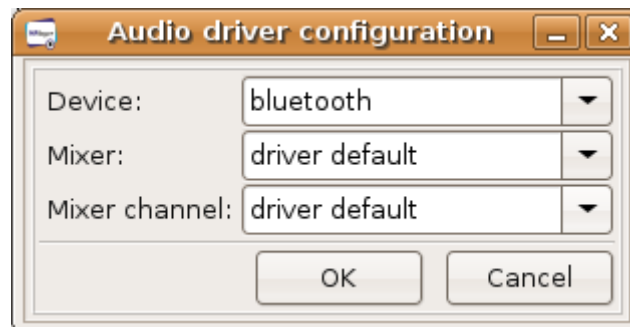 Audio driver configuration
Device: bluetooth
Mixer: driver default
Mixer channel: driver default
OK Cancel